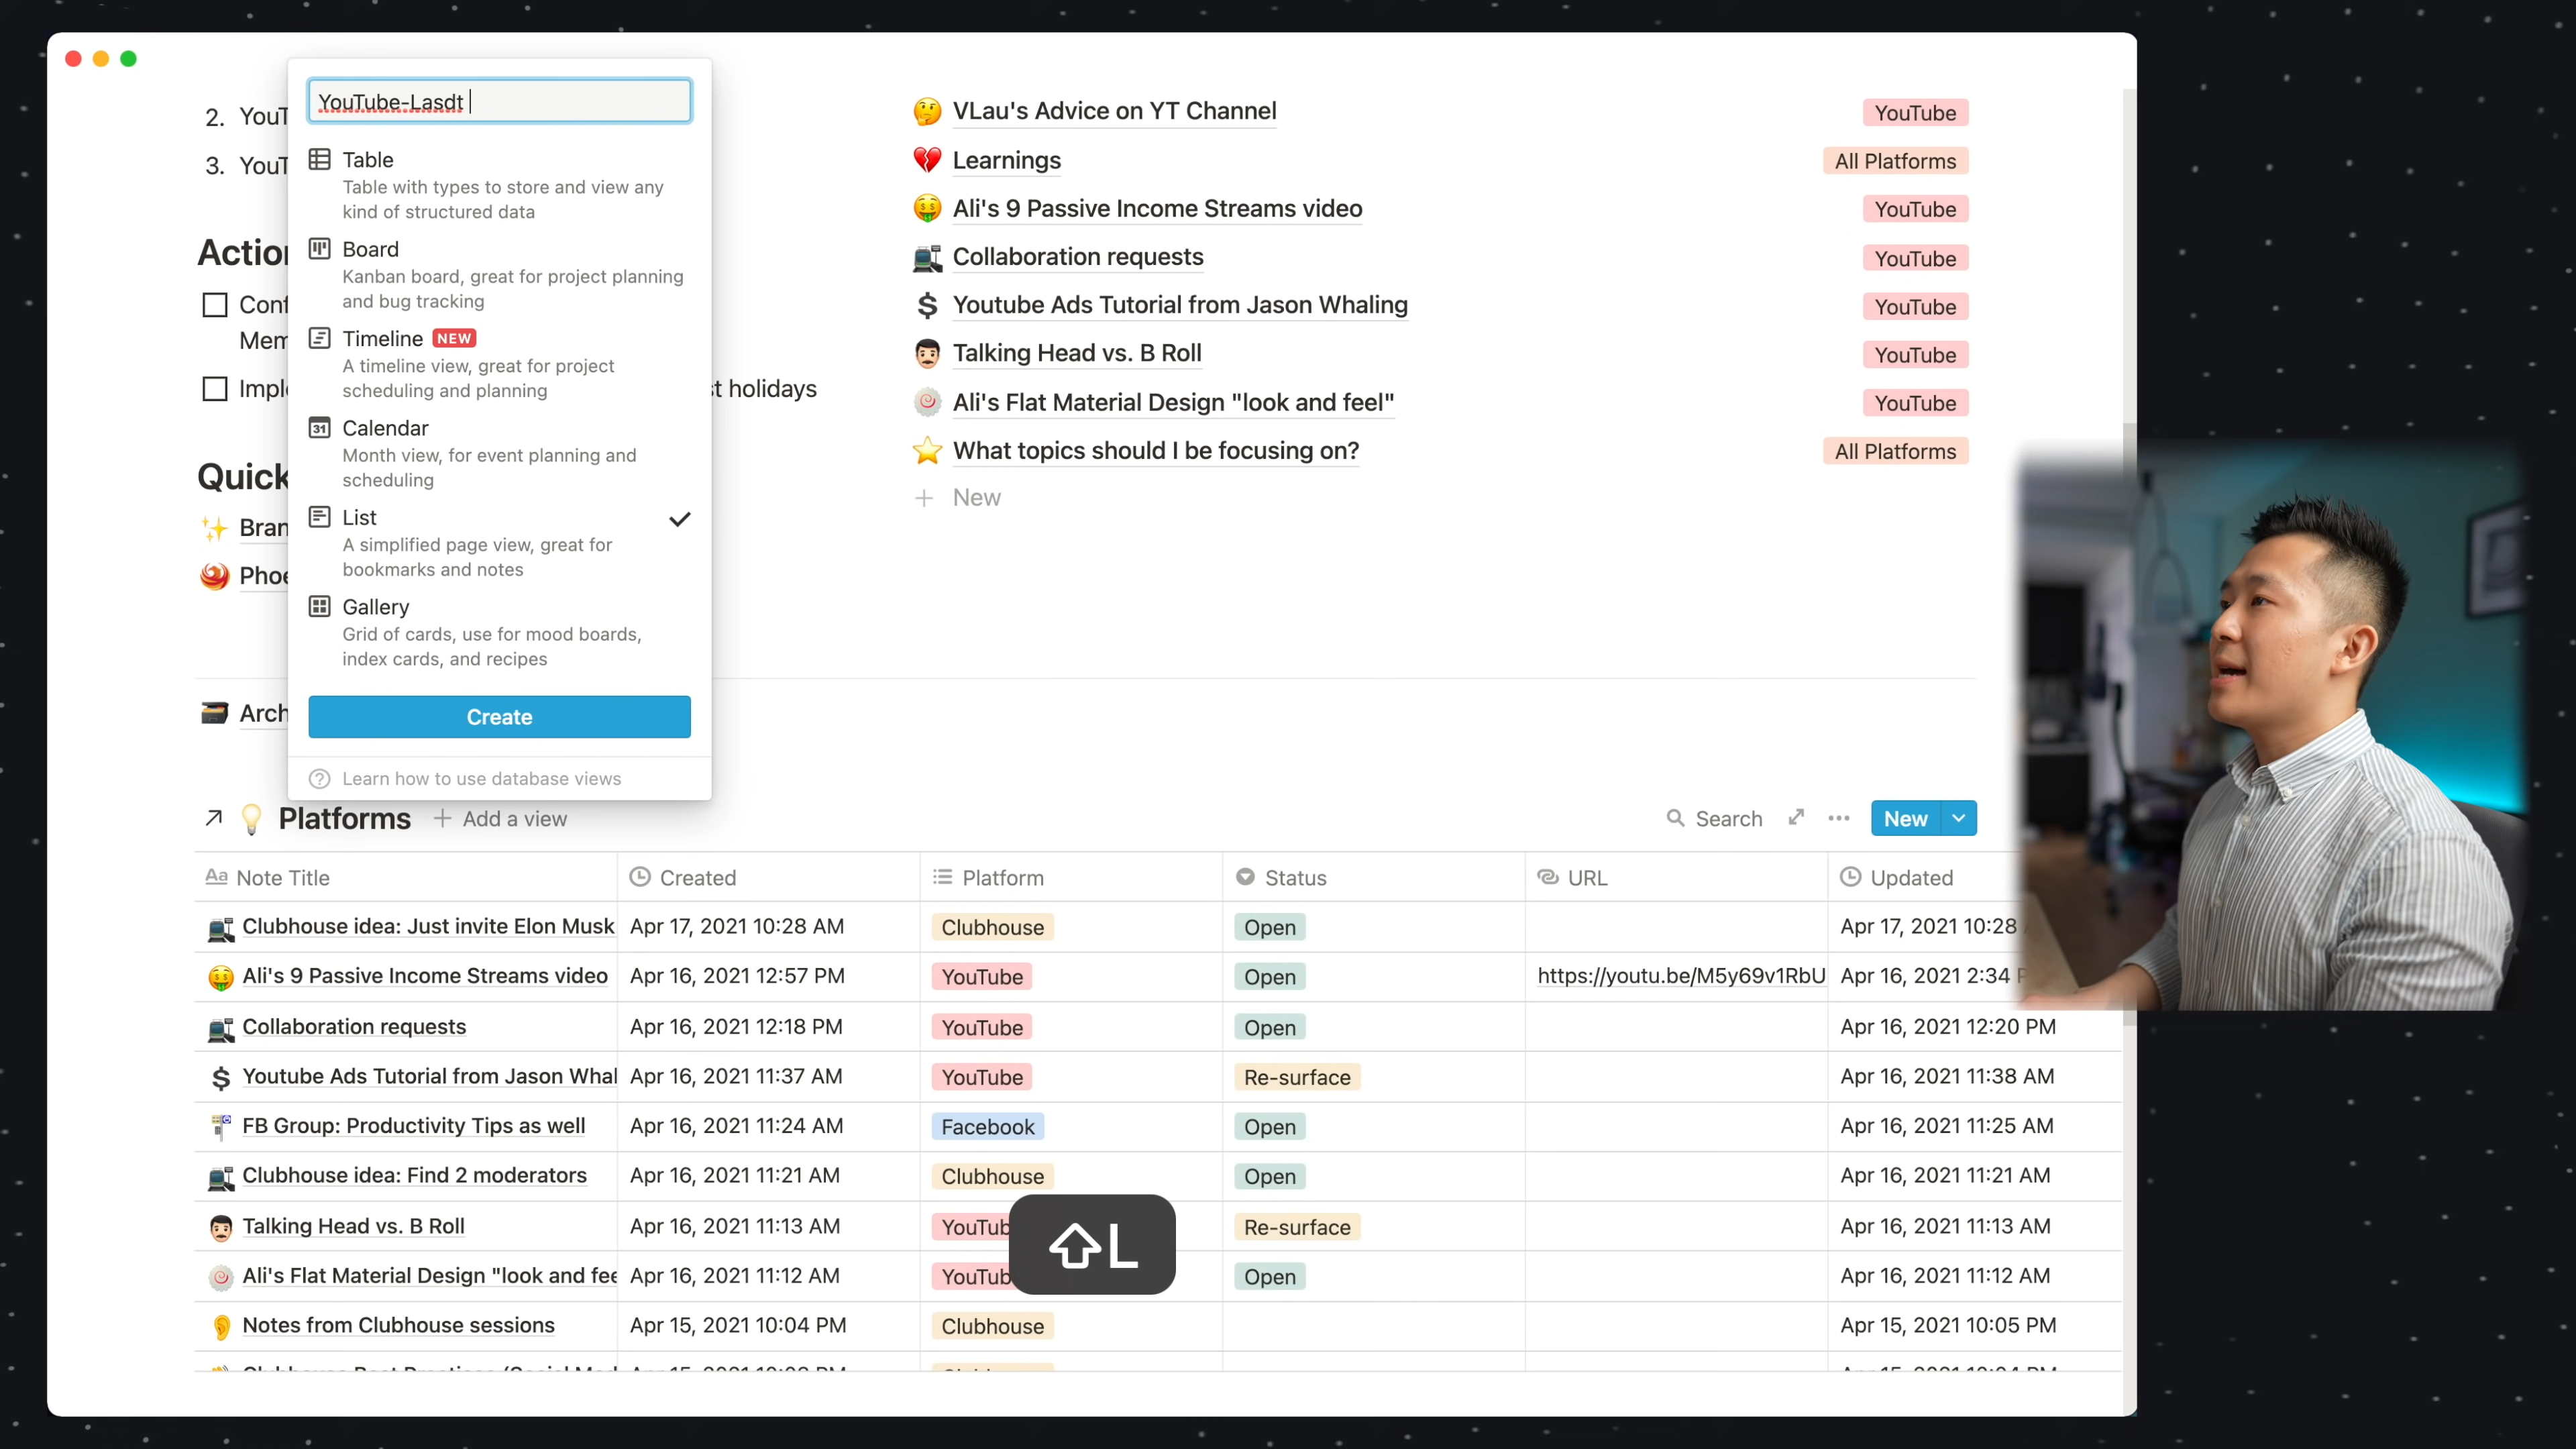 YouTube-Lasdt
Table
Table with types to store and view any
kind of structured data
Board
Kanban board, great for project planning
and bug tracking
Timeline NEW
A timeline view, great for project
scheduling and planning
31 Calendar
Month view, for event planning and
scheduling
List
A simplified page view, great for
bookmarks and notes
Gallery
Grid of cards, use for mood boards,
index cards, and recipes
Create
Learn how to use database views
2. YouT
3. YouT
Action
Conf
Mem
Imple
st holidays
Quick
Bran
Phoe
Arch
VLau's Advice on YT Channel YouTube
Learnings All Platforms
Ali's 9 Passive Income Streams video YouTube
Collaboration requests YouTube
Youtube Ads Tutorial from Jason Whaling YouTube
Talking Head vs. B Roll YouTube
Ali's Flat Material Design "look and feel" YouTube
What topics should I be focusing on? All Platforms
+ New
Platforms + Add a view Search ••• New
Aa Note Title Created Platform Status URL Updated
Clubhouse idea: Just invite Elon Musk Apr 17, 2021 10:28 AM Clubhouse Open Apr 17, 2021 10:28
Ali's 9 Passive Income Streams video Apr 16, 2021 12:57 PM YouTube Open https://youtu.be/M5y69v1RbU Apr 16, 2021 2:34 P
Collaboration requests Apr 16, 2021 12:18 PM YouTube Open Apr 16, 2021 12:20 PM
Youtube Ads Tutorial from Jason Whal Apr 16, 2021 11:37 AM YouTube Re-surface Apr 16, 2021 11:38 AM
FB Group: Productivity Tips as well Apr 16, 2021 11:24 AM Facebook Open Apr 16, 2021 11:25 AM
Clubhouse idea: Find 2 moderators Apr 16, 2021 11:21 AM Clubhouse Open Apr 16, 2021 11:21 AM
Talking Head vs. B Roll Apr 16, 2021 11:13 AM YouTub Re-surface Apr 16, 2021 11:13 AM
Ali's Flat Material Design "look and fee Apr 16, 2021 11:12 AM YouTub Open Apr 16, 2021 11:12 AM
Notes from Clubhouse sessions Apr 15, 2021 10:04 PM Clubhouse Apr 15, 2021 10:05 PM
⇧L